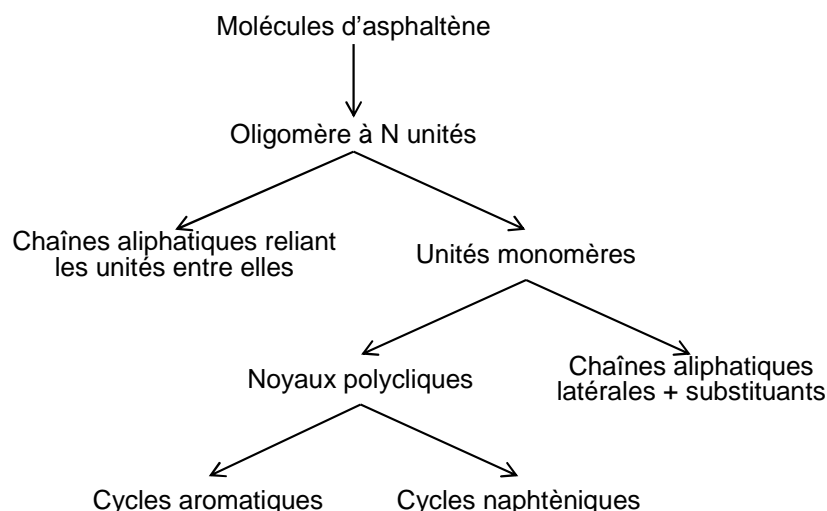 Molécules d'asphaltène
Oligomère à N unités
Chaînes aliphatiques reliant
les unités entre elles
Unités monomères
Noyaux polycliques
Chaînes aliphatiques
latérales + substituants
Cycles aromatiques
Cycles naphtèniques